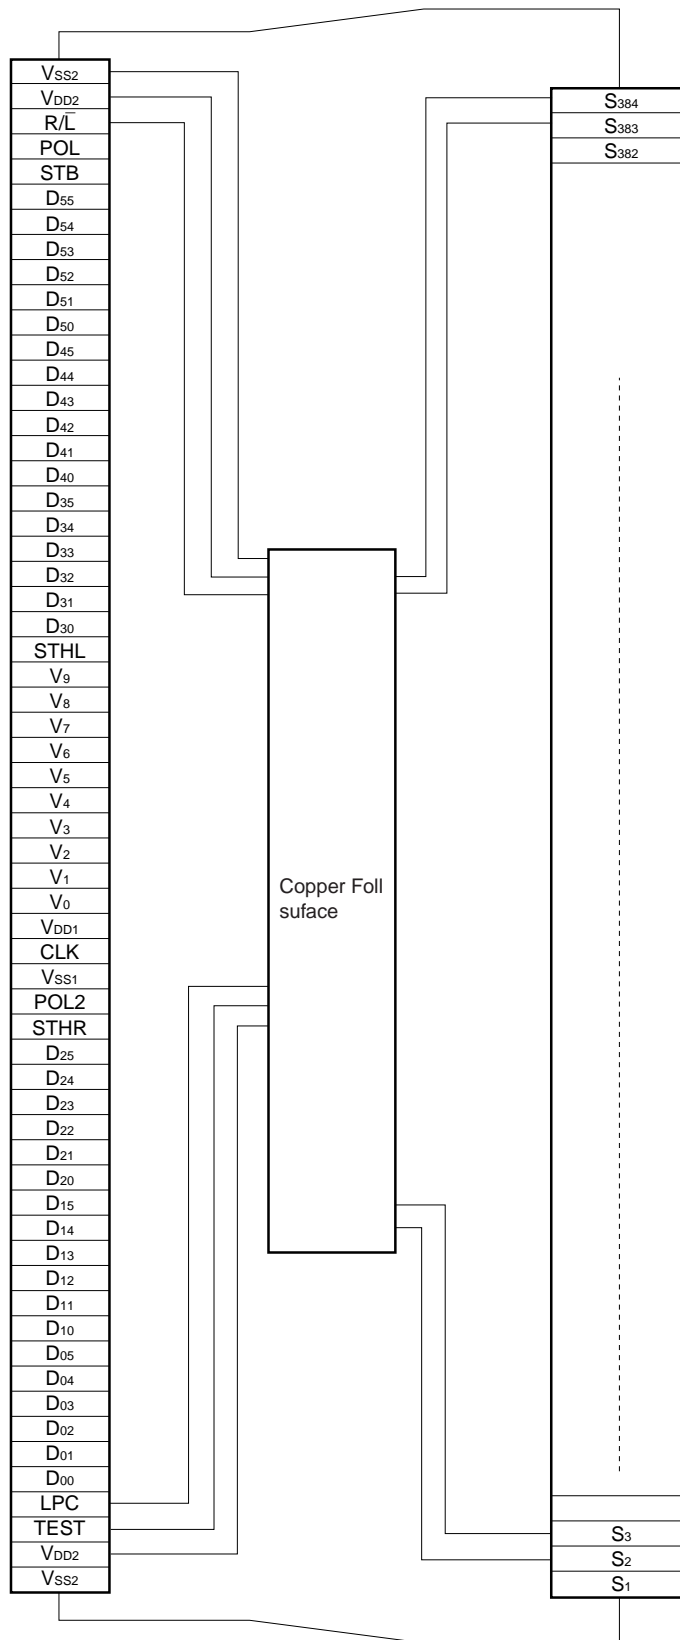 VSS2
VDD2
R/L̅
POL
STB
D55
D54
D53
D52
D51
D50
D45
D44
D43
D42
D41
D40
D35
D34
D33
D32
D31
D30
STHL
V9
V8
V7
V6
V5
V4
V3
V2
V1
V0
VDD1
CLK
VSS1
POL2
STHR
D25
D24
D23
D22
D21
D20
D15
D14
D13
D12
D11
D10
D05
D04
D03
D02
D01
D00
LPC
TEST
VDD2
VSS2
Copper Foll
suface
S384
S383
S382
S3
S2
S1